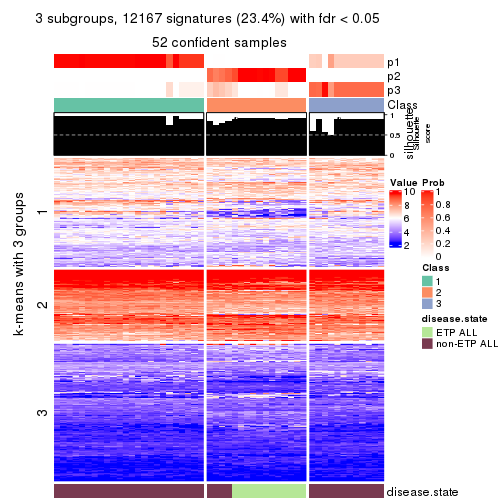 3 subgroups, 12167 signatures (23.4%) with fdr < 0.05
52 confident samples
p1
p2
p3
Class
1
0.5
0
silhouette
Silhouette
score
k-means with 3 groups
1
2
3
Value
10
8
6
4
2
Prob
1
0.8
0.6
0.4
0.2
0
Class
1
2
3
disease.state
ETP ALL
non-ETP ALL
disease.state